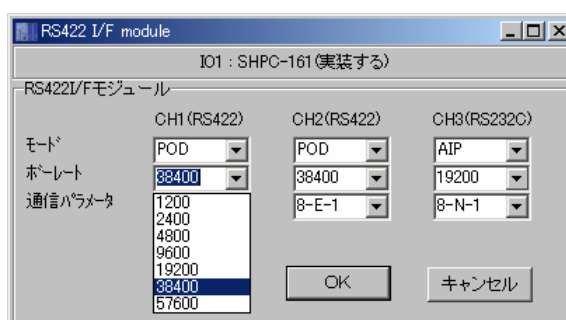 RS422 I/F module
IO1 : SHPC-161(実装する)
RS422I/Fモジュール
CH1(RS422) CH2(RS422) CH3(RS232C)
ﾓｰﾄﾞ POD POD AIP
ﾎﾞｰﾚｰﾄ 38400 38400 19200
通信ﾊﾟﾗﾒｰﾀ 1200 8-E-1 8-N-1
2400
4800
9600
19200
38400
57600
OK キャンセル